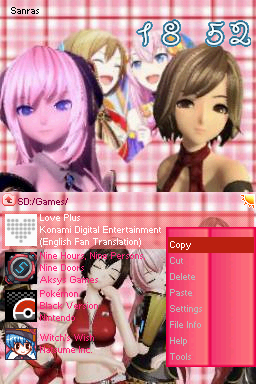 Sanras
18 52
SD:/Games/
Love Plus
Konami Digital Entertainment
(English Fan Translation)
Nine Hours, Nine Persons
Nine Doors
Aksys Games
Pokémon
Black Version
Nintendo
Witch's Wish
Natsume Inc.
Copy
Cut
Delete
Paste
Settings
File Info
Help
Tools